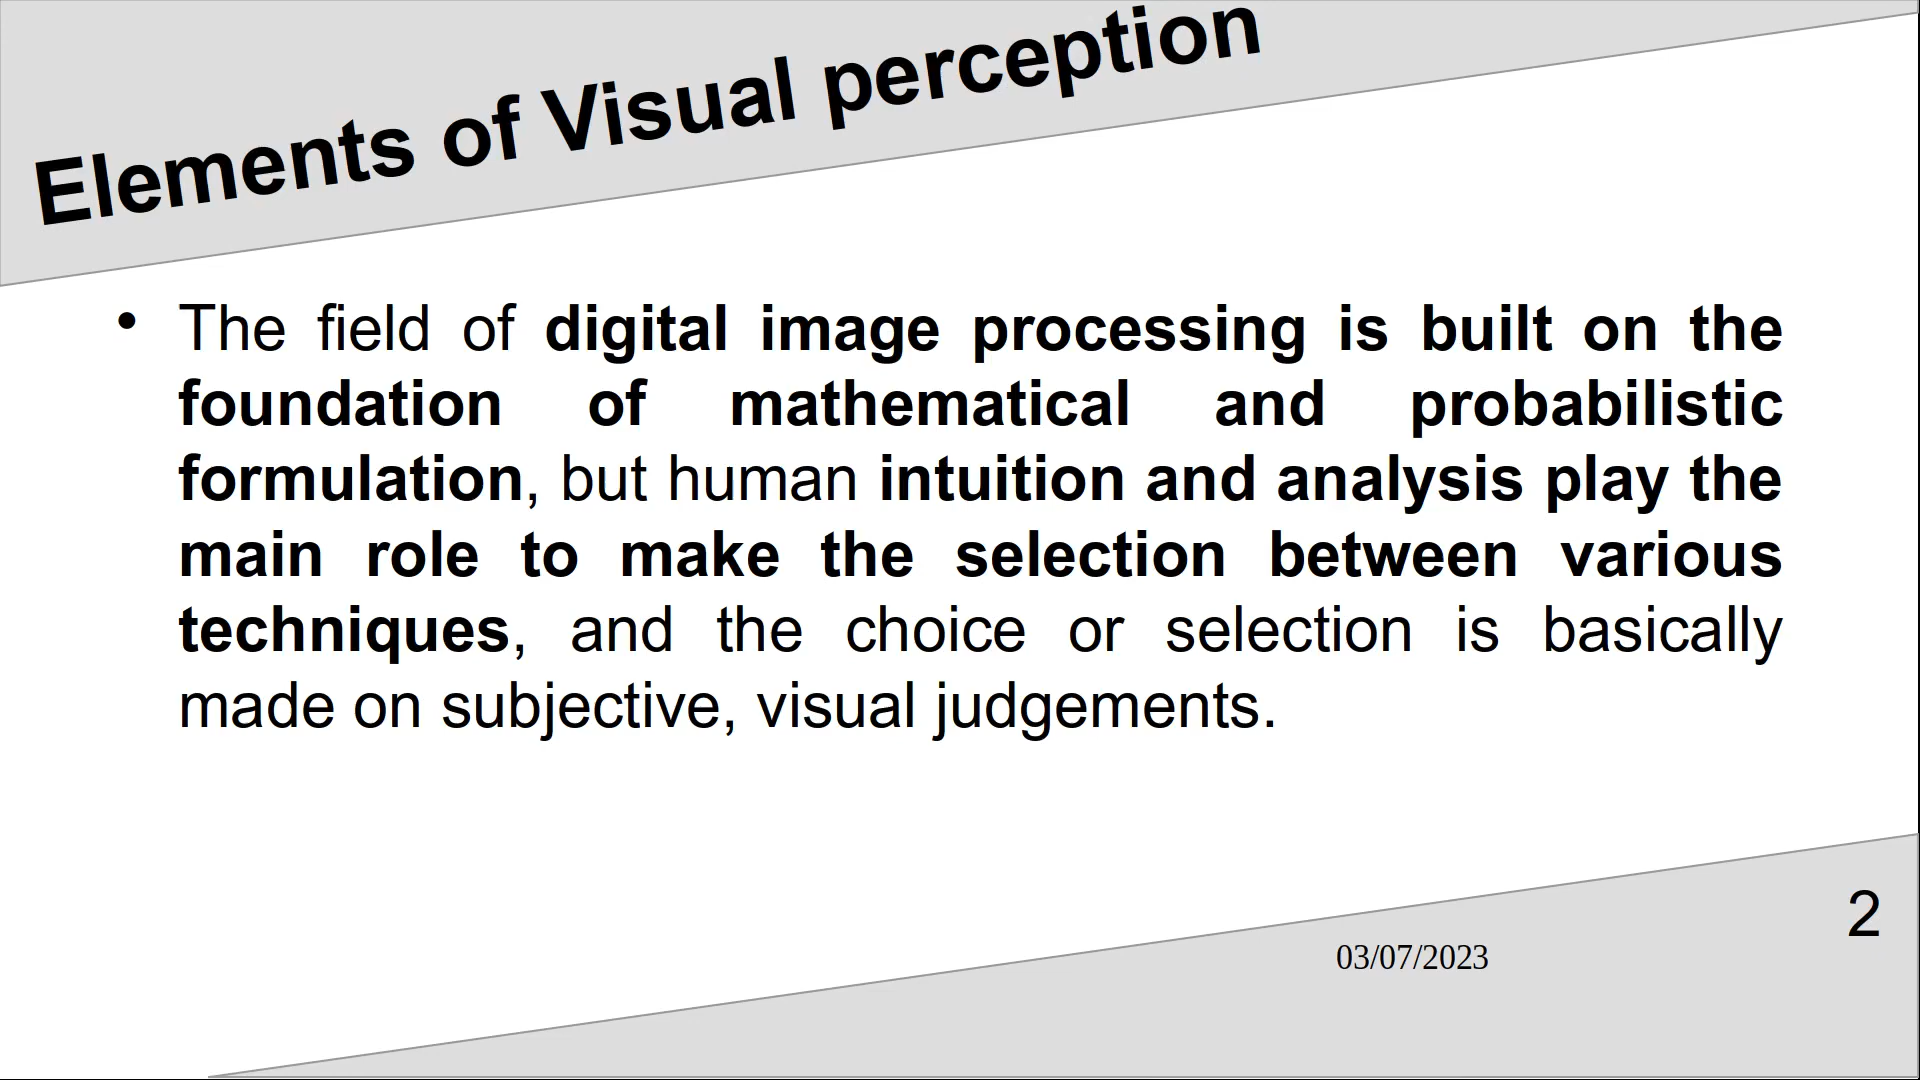 Elements of Visual perception
• The field of digital image processing is built on the
foundation of mathematical and probabilistic
formulation, but human intuition and analysis play the
main role to make the selection between various
techniques, and the choice or selection is basically
made on subjective, visual judgements.
2
03/07/2023